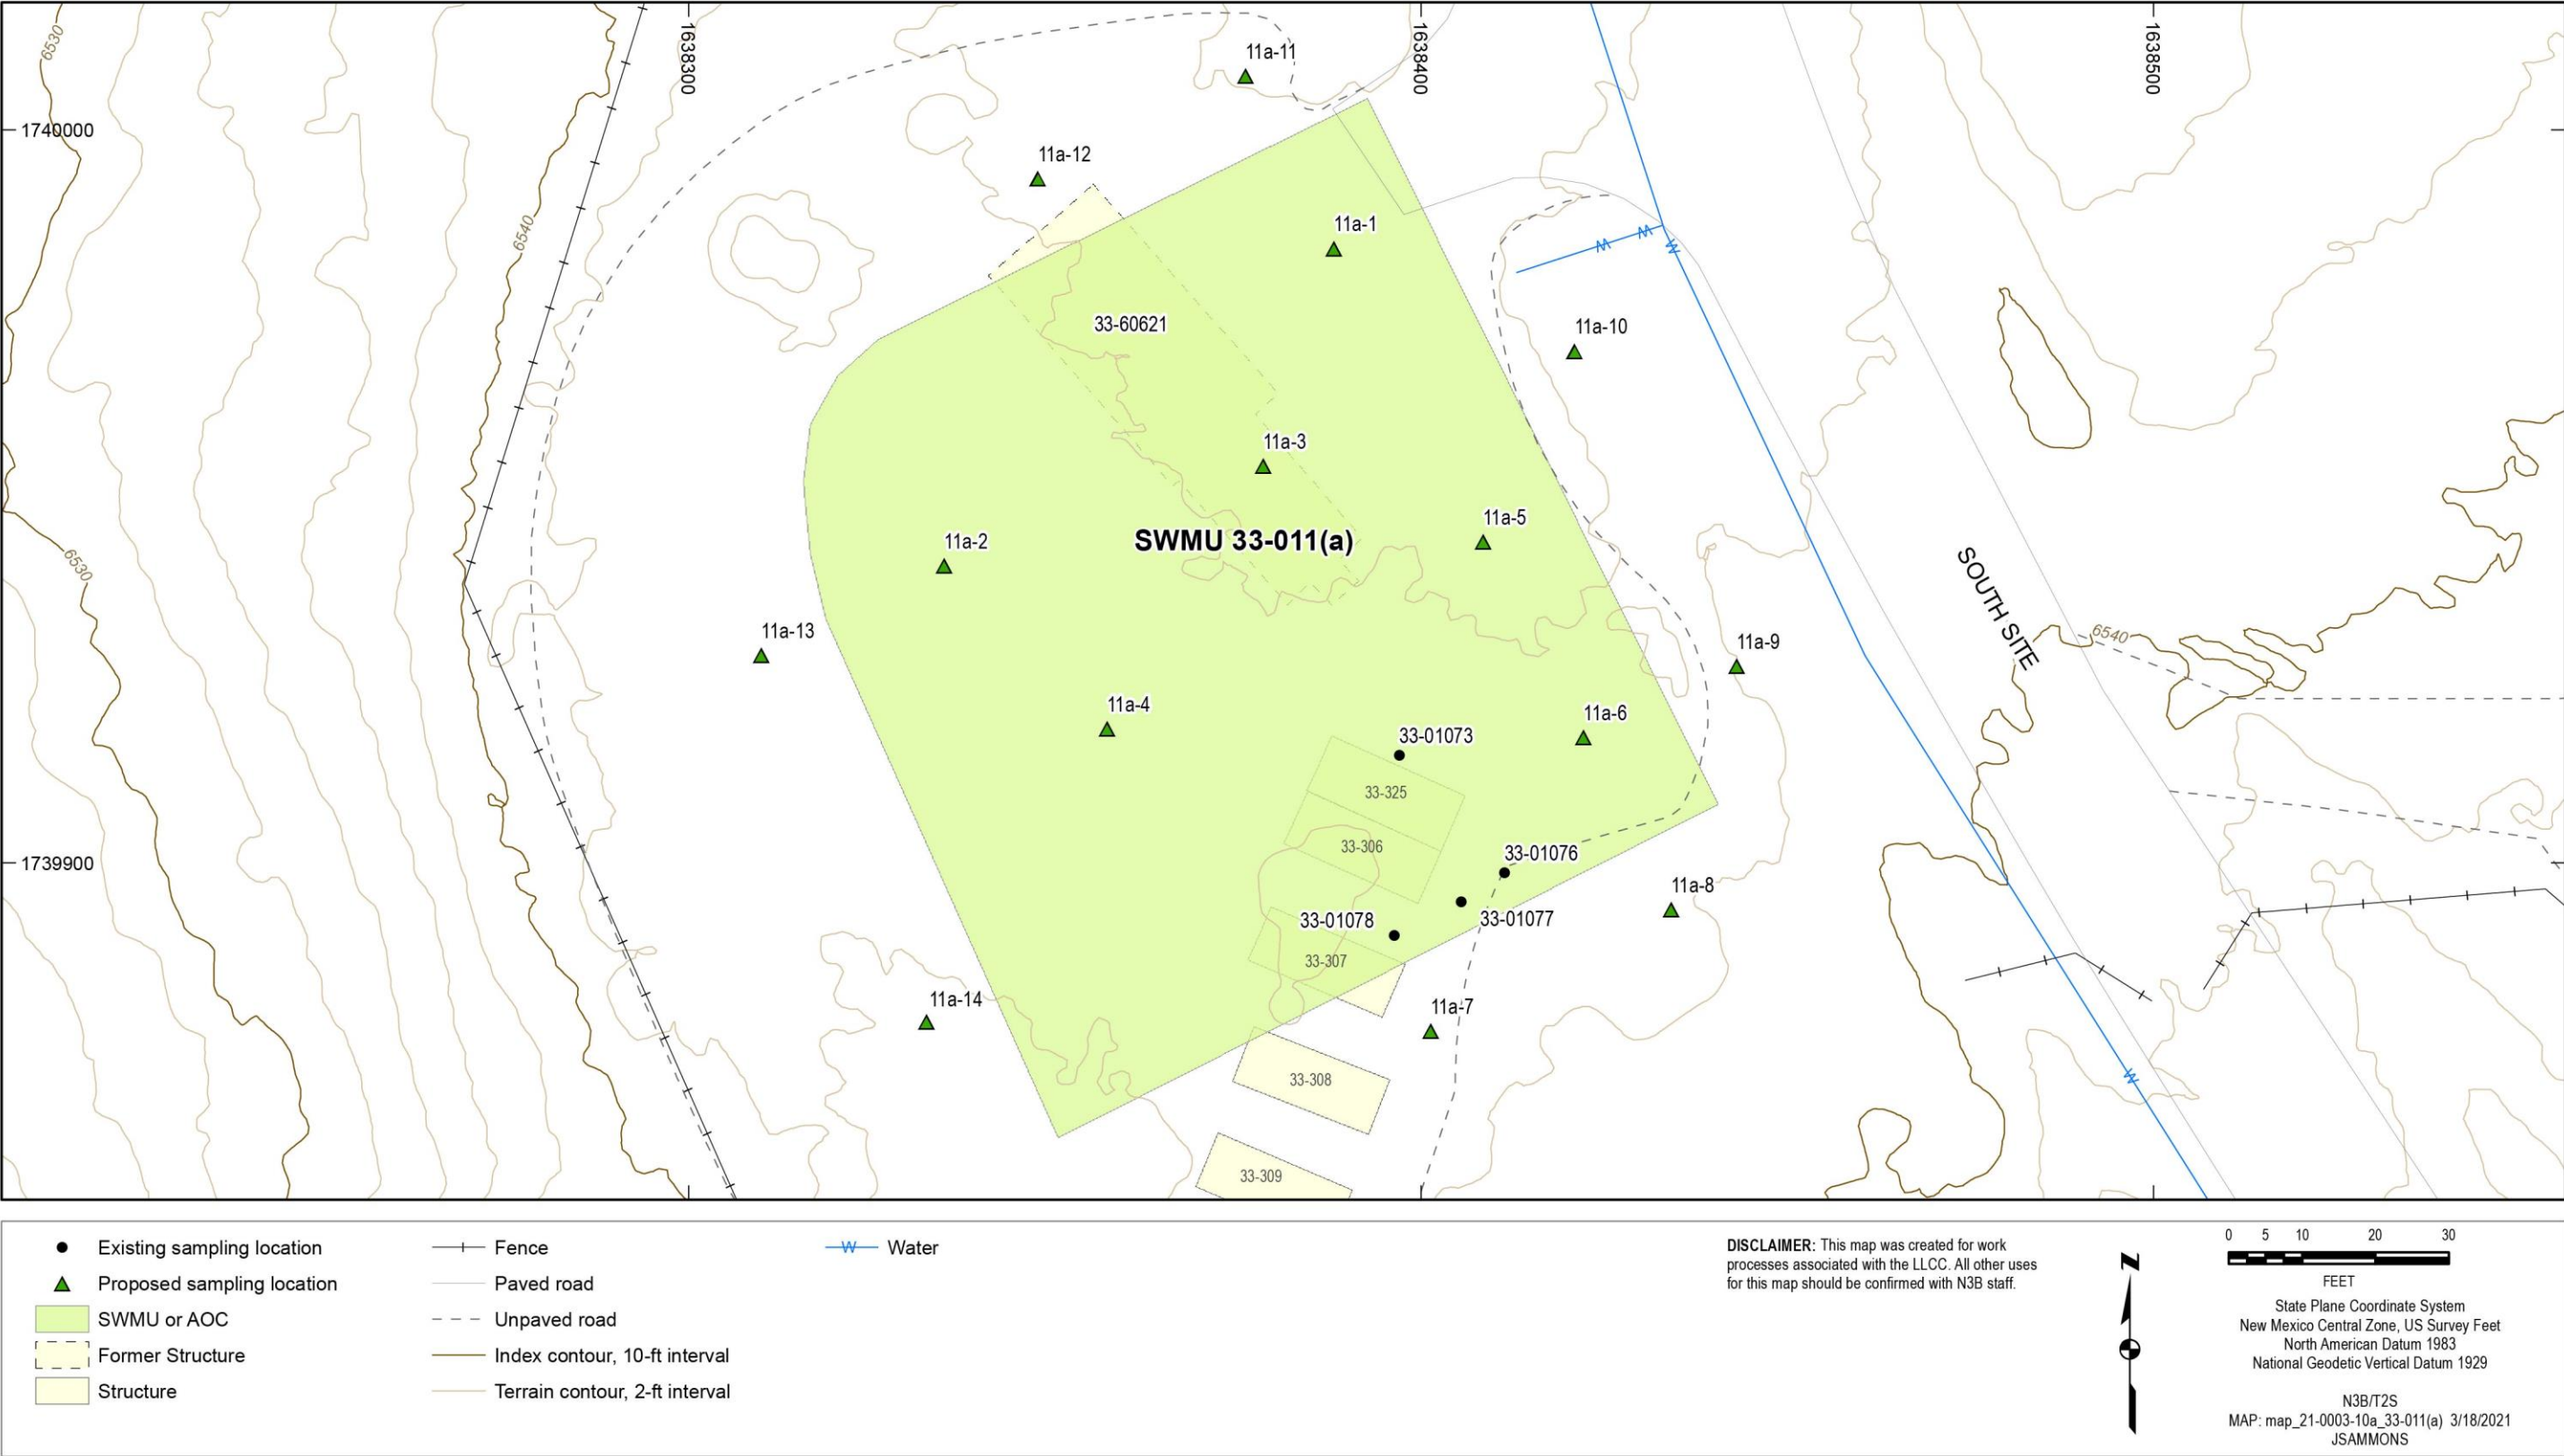 6530
1638300
1638400
1638500
11a-11
1740000
11a-12
11a-1
6540
W
W
W
33-60621
11a-10
11a-3
11a-5
SWMU 33-011(a)
11a-2
6530
SOUTH SITE
11a-13
11a-9
6540
11a-4
11a-6
33-01073
33-325
33-306
33-01076
1739900
11a-8
33-01078
33-01077
33-307
11a-14
11a-7
33-308
W
33-309
Existing sampling location
Proposed sampling location
SWMU or AOC
Former Structure
Structure
Fence
Paved road
Unpaved road
Index contour, 10-ft interval
Terrain contour, 2-ft interval
W
Water
DISCLAIMER: This map was created for work
processes associated with the LLCC. All other uses
for this map should be confirmed with N3B staff.
N
0 5 10 20 30
FEET
State Plane Coordinate System
New Mexico Central Zone, US Survey Feet
North American Datum 1983
National Geodetic Vertical Datum 1929
N3B/T2S
MAP: map_21-0003-10a_33-011(a) 3/18/2021
JSAMMONS